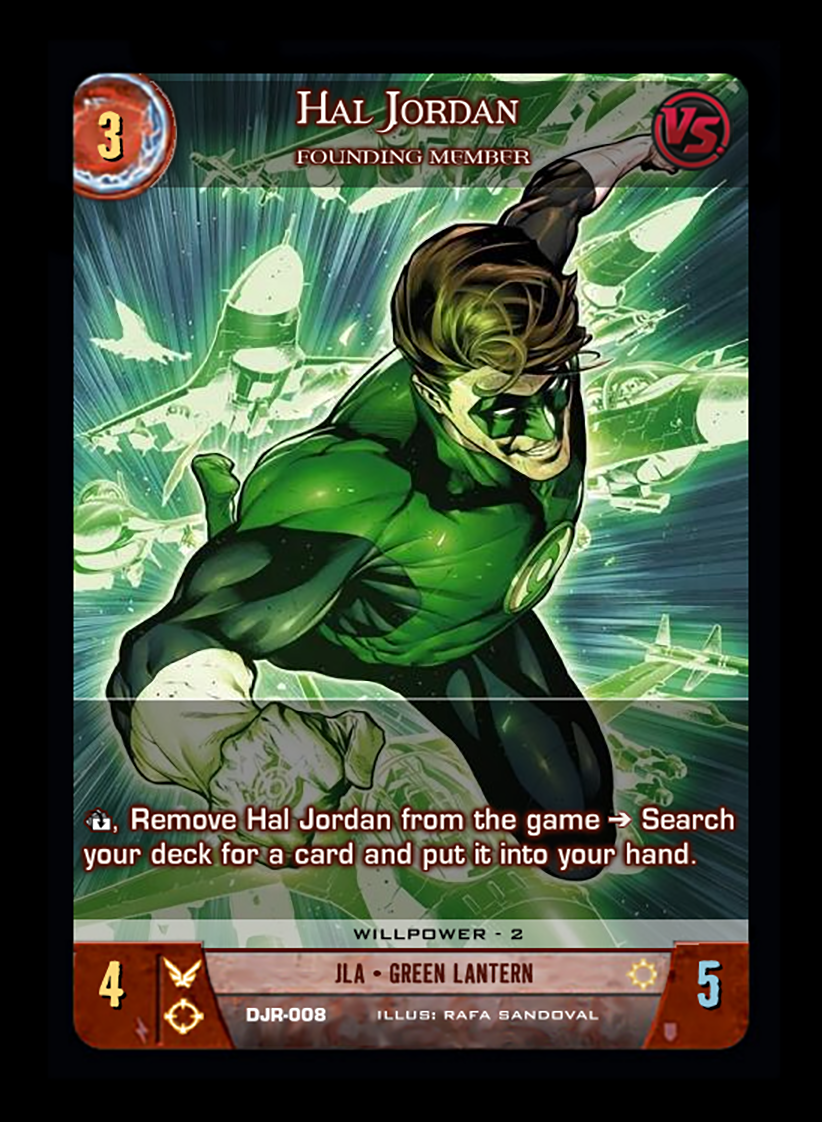 3
Hal Jordan
VS.
FOUNDING MEMBER
, Remove Hal Jordan from the game ➔ Search
your deck for a card and put it into your hand.
WILLPOWER - 2
4
JLA • GREEN LANTERN
5
DJR-008 ILLUS: RAFA SANDOVAL